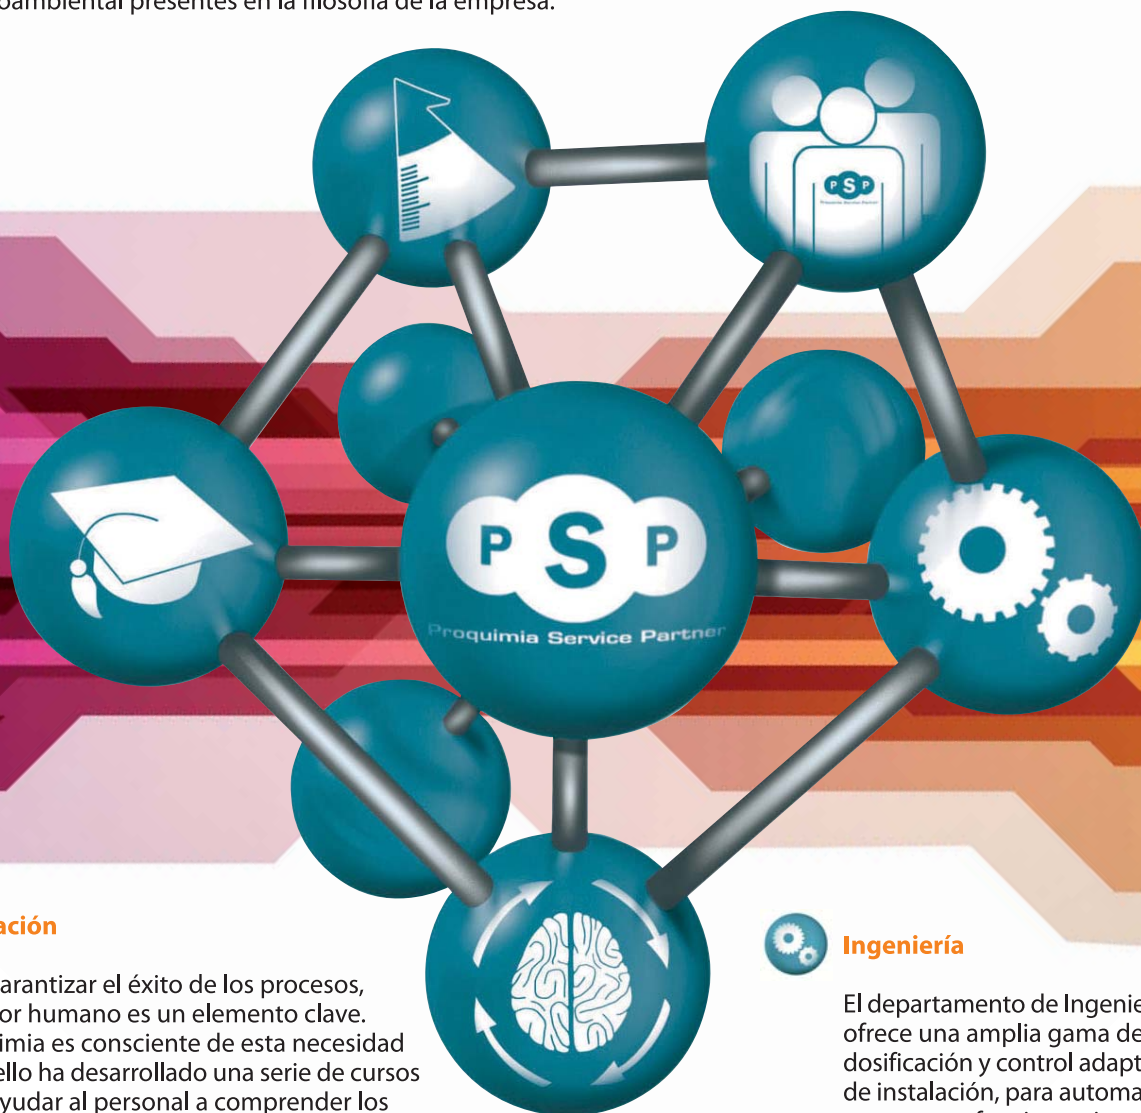 oambiental presentes en la filosofía de la empresa.
PSP
Proquimia Service Partner
PSP
Proquimia Service Partner
ación
arantizar el éxito de los procesos,
or humano es un elemento clave.
imia es consciente de esta necesidad
ello ha desarrollado una serie de cursos
yudar al personal a comprender los
Ingeniería
El departamento de Ingenie
ofrece una amplia gama de
dosificación y control adapt
de instalación, para automa